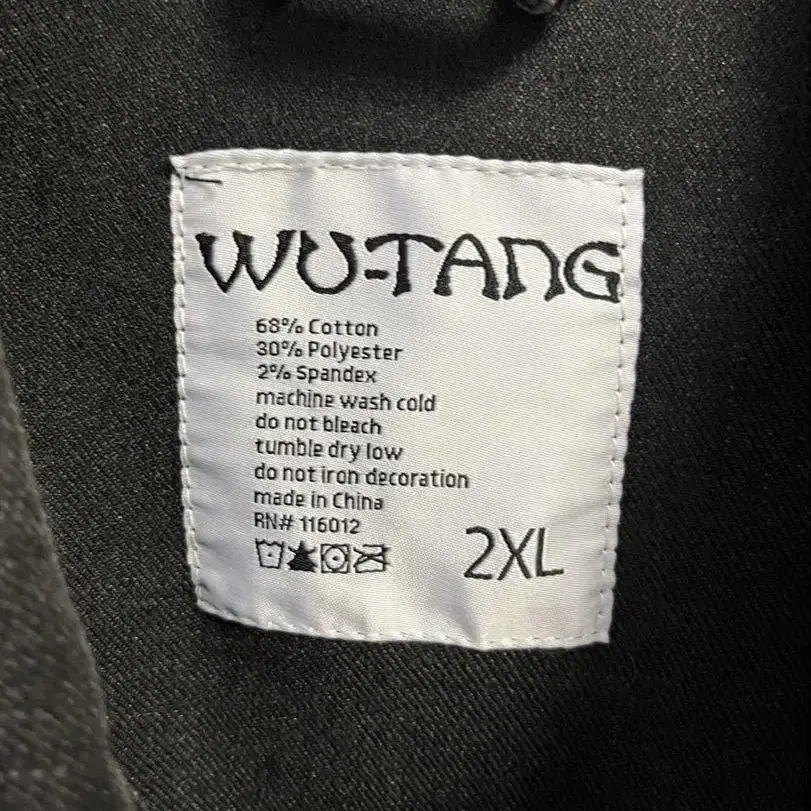 WU-TANG
68% Cotton
30% Polyester
2% Spandex
machine wash cold
do not bleach
tumble dry low
do not iron decoration
made in China
RN# 116012
2XL